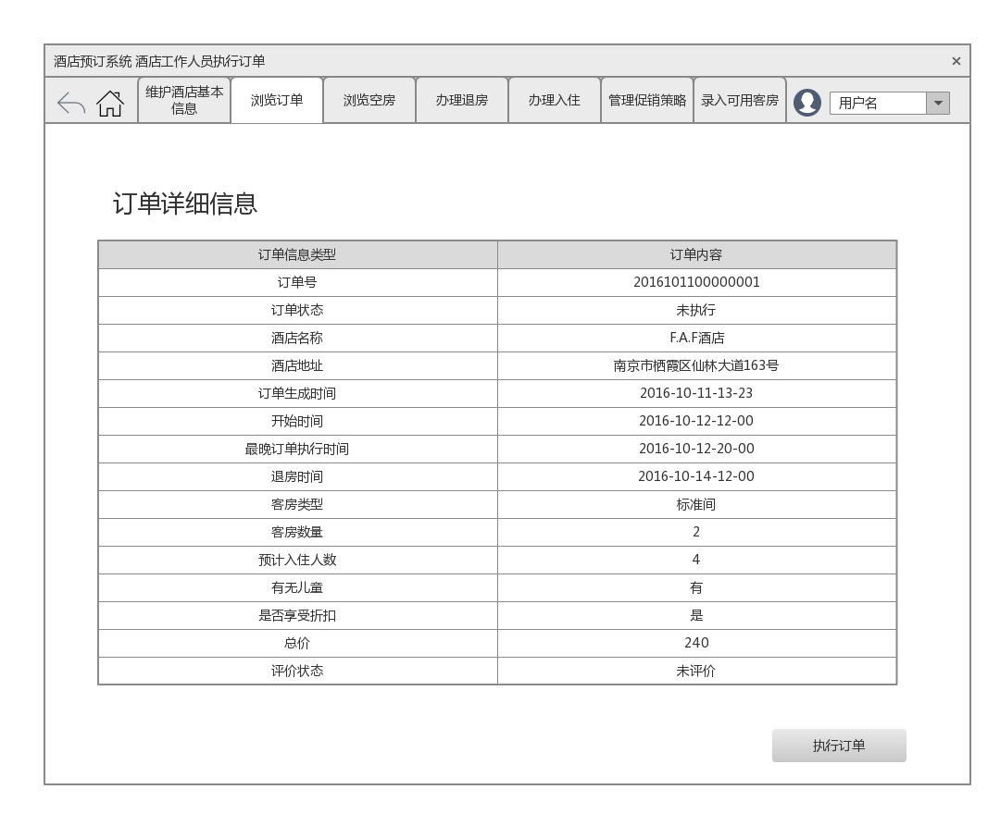 酒店预订系统 酒店工作人员执行订单
×
维护酒店基本
信息
浏览订单
浏览空房
办理退房
办理入住
管理促销策略
录入可用客房
用户名
订单详细信息
订单信息类型 订单内容
订单号 2016101100000001
订单状态 未执行
酒店名称 F.A.F酒店
酒店地址 南京市栖霞区仙林大道163号
订单生成时间 2016-10-11-13-23
开始时间 2016-10-12-12-00
最晚订单执行时间 2016-10-12-20-00
退房时间 2016-10-14-12-00
客房类型 标准间
客房数量 2
预计入住人数 4
有无儿童 有
是否享受折扣 是
总价 240
评价状态 未评价
执行订单